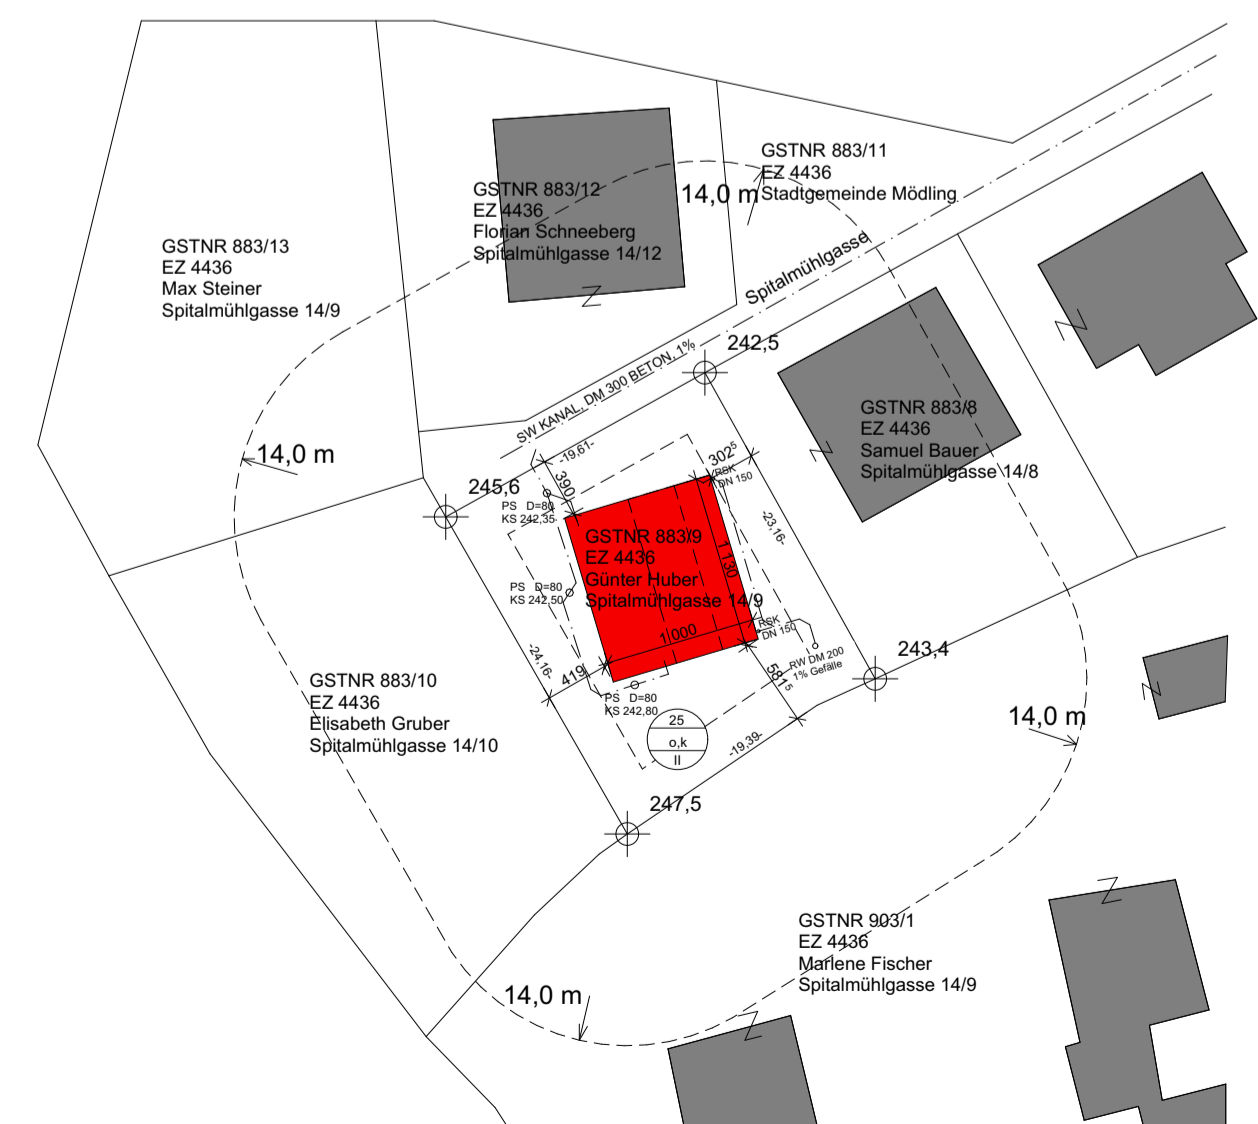 GSTNR 883/11
EZ 4436
Stadtgemeinde Mödling
14,0 m
GSTNR 883/12
EZ 4436
Florian Schneeberg
Spitalmühlgasse 14/12
GSTNR 883/13
EZ 4436
Max Steiner
Spitalmühlgasse 14/9
Spitalmühlgasse
SW KANAL, DM 300 BETON, 1%
242,5
GSTNR 883/8
EZ 4436
Samuel Bauer
Spitalmühlgasse 14/8
14,0 m
245,6
-19.61-
390
302⁵
RSK
DN 150
PS D=80
KS 242,35
-23,16-
GSTNR 883/9
EZ 4436
Günter Huber
Spitalmühlgasse 14/9
1 130
PS D=80
KS 242,50
1 000
RSK
DN 150
RW DM 200
1% Gefälle
243,4
-24,16-
419
581⁵
PS D=80
KS 242,80
25
o,k
II
-19,39-
GSTNR 883/10
EZ 4436
Elisabeth Gruber
Spitalmühlgasse 14/10
14,0 m
247,5
GSTNR 903/1
EZ 4436
Marlene Fischer
Spitalmühlgasse 14/9
14,0 m